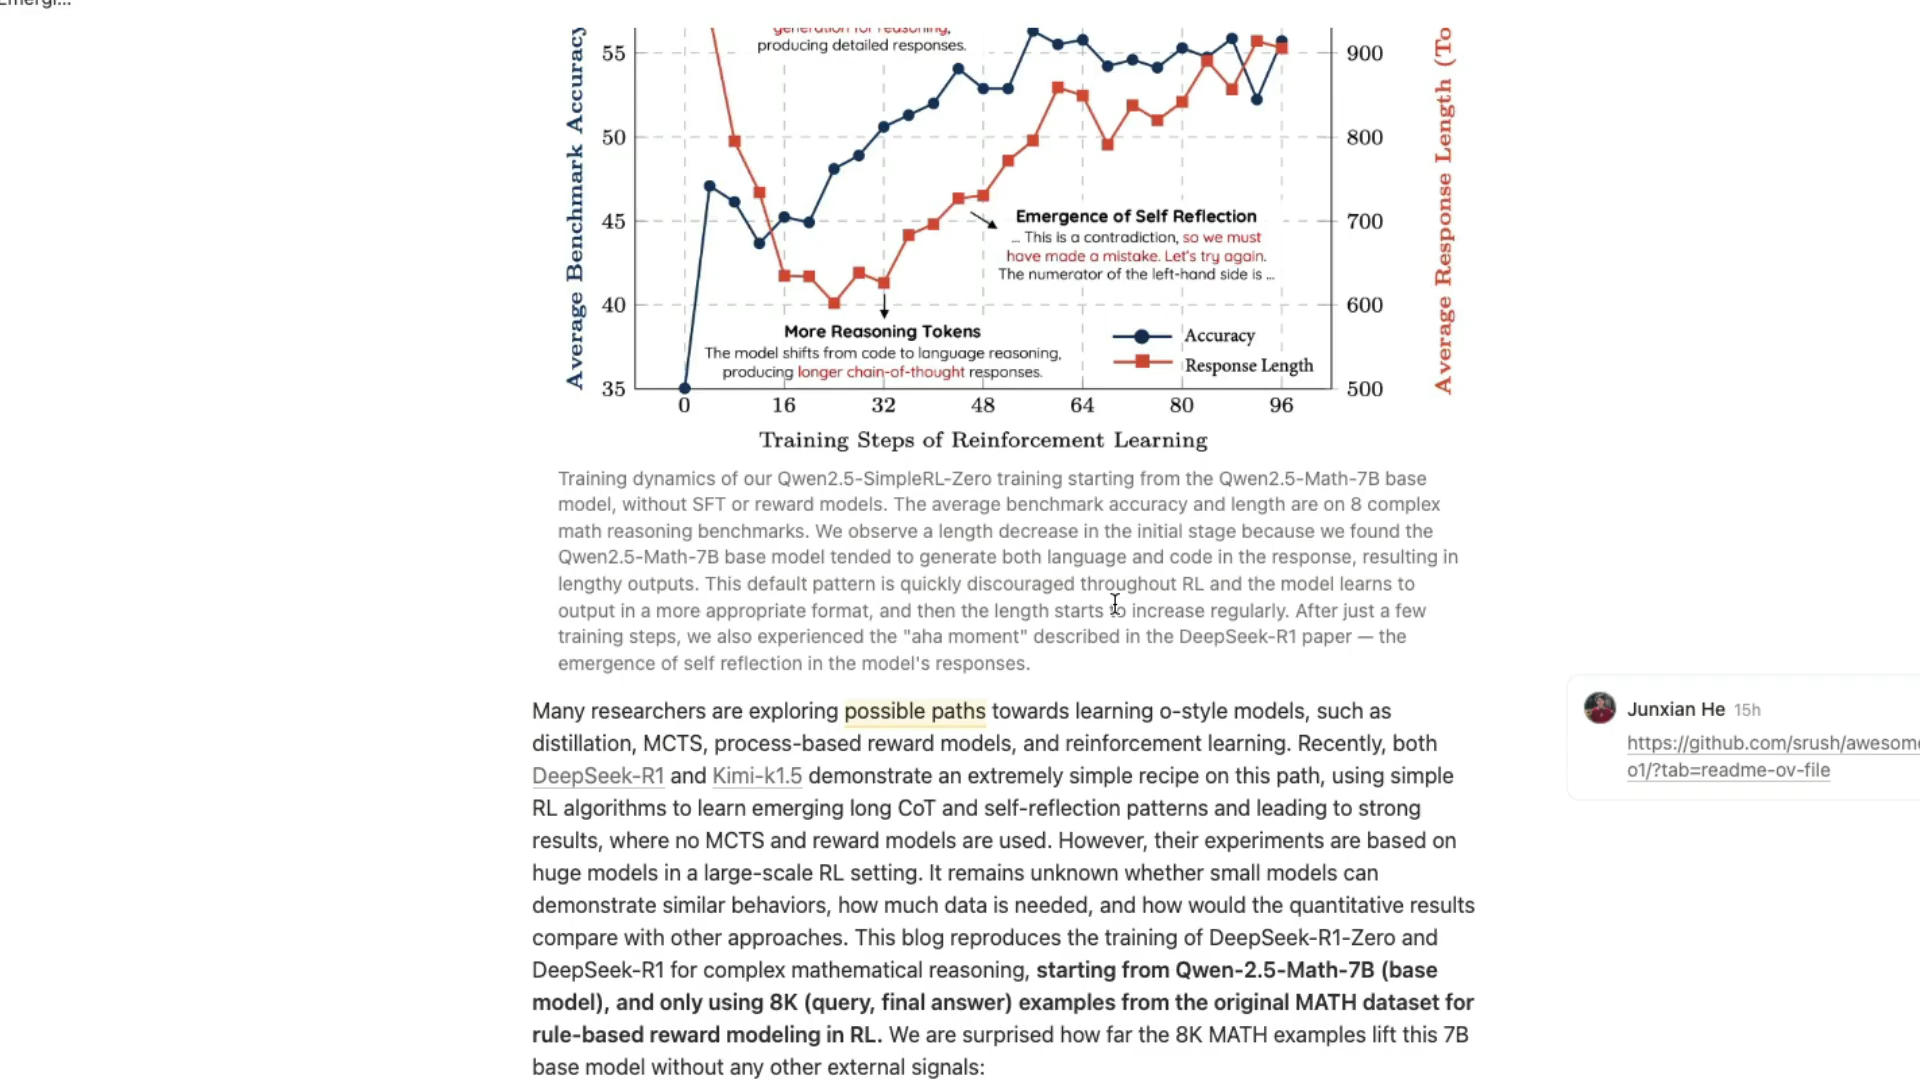 generation for reasoning,
producing detailed responses.
55
50
45
40
35
900
800
700
600
500
Average Benchmark Accuracy
Average Response Length (To
Emergence of Self Reflection
... This is a contradiction, so we must
have made a mistake. Let's try again.
The numerator of the left-hand side is ...
More Reasoning Tokens
The model shifts from code to language reasoning,
producing longer chain-of-thought responses.
Accuracy
Response Length
0 16 32 48 64 80 96
Training Steps of Reinforcement Learning
Training dynamics of our Qwen2.5-SimpleRL-Zero training starting from the Qwen2.5-Math-7B base
model, without SFT or reward models. The average benchmark accuracy and length are on 8 complex
math reasoning benchmarks. We observe a length decrease in the initial stage because we found the
Qwen2.5-Math-7B base model tended to generate both language and code in the response, resulting in
lengthy outputs. This default pattern is quickly discouraged throughout RL and the model learns to
output in a more appropriate format, and then the length starts to increase regularly. After just a few
training steps, we also experienced the "aha moment" described in the DeepSeek-R1 paper — the
emergence of self reflection in the model's responses.
Many researchers are exploring possible paths towards learning o-style models, such as
distillation, MCTS, process-based reward models, and reinforcement learning. Recently, both
DeepSeek-R1 and Kimi-k1.5 demonstrate an extremely simple recipe on this path, using simple
RL algorithms to learn emerging long CoT and self-reflection patterns and leading to strong
results, where no MCTS and reward models are used. However, their experiments are based on
huge models in a large-scale RL setting. It remains unknown whether small models can
demonstrate similar behaviors, how much data is needed, and how would the quantitative results
compare with other approaches. This blog reproduces the training of DeepSeek-R1-Zero and
DeepSeek-R1 for complex mathematical reasoning, starting from Qwen-2.5-Math-7B (base
model), and only using 8K (query, final answer) examples from the original MATH dataset for
rule-based reward modeling in RL. We are surprised how far the 8K MATH examples lift this 7B
base model without any other external signals:
Junxian He 15h
https://github.com/srush/awesome
o1/?tab=readme-ov-file